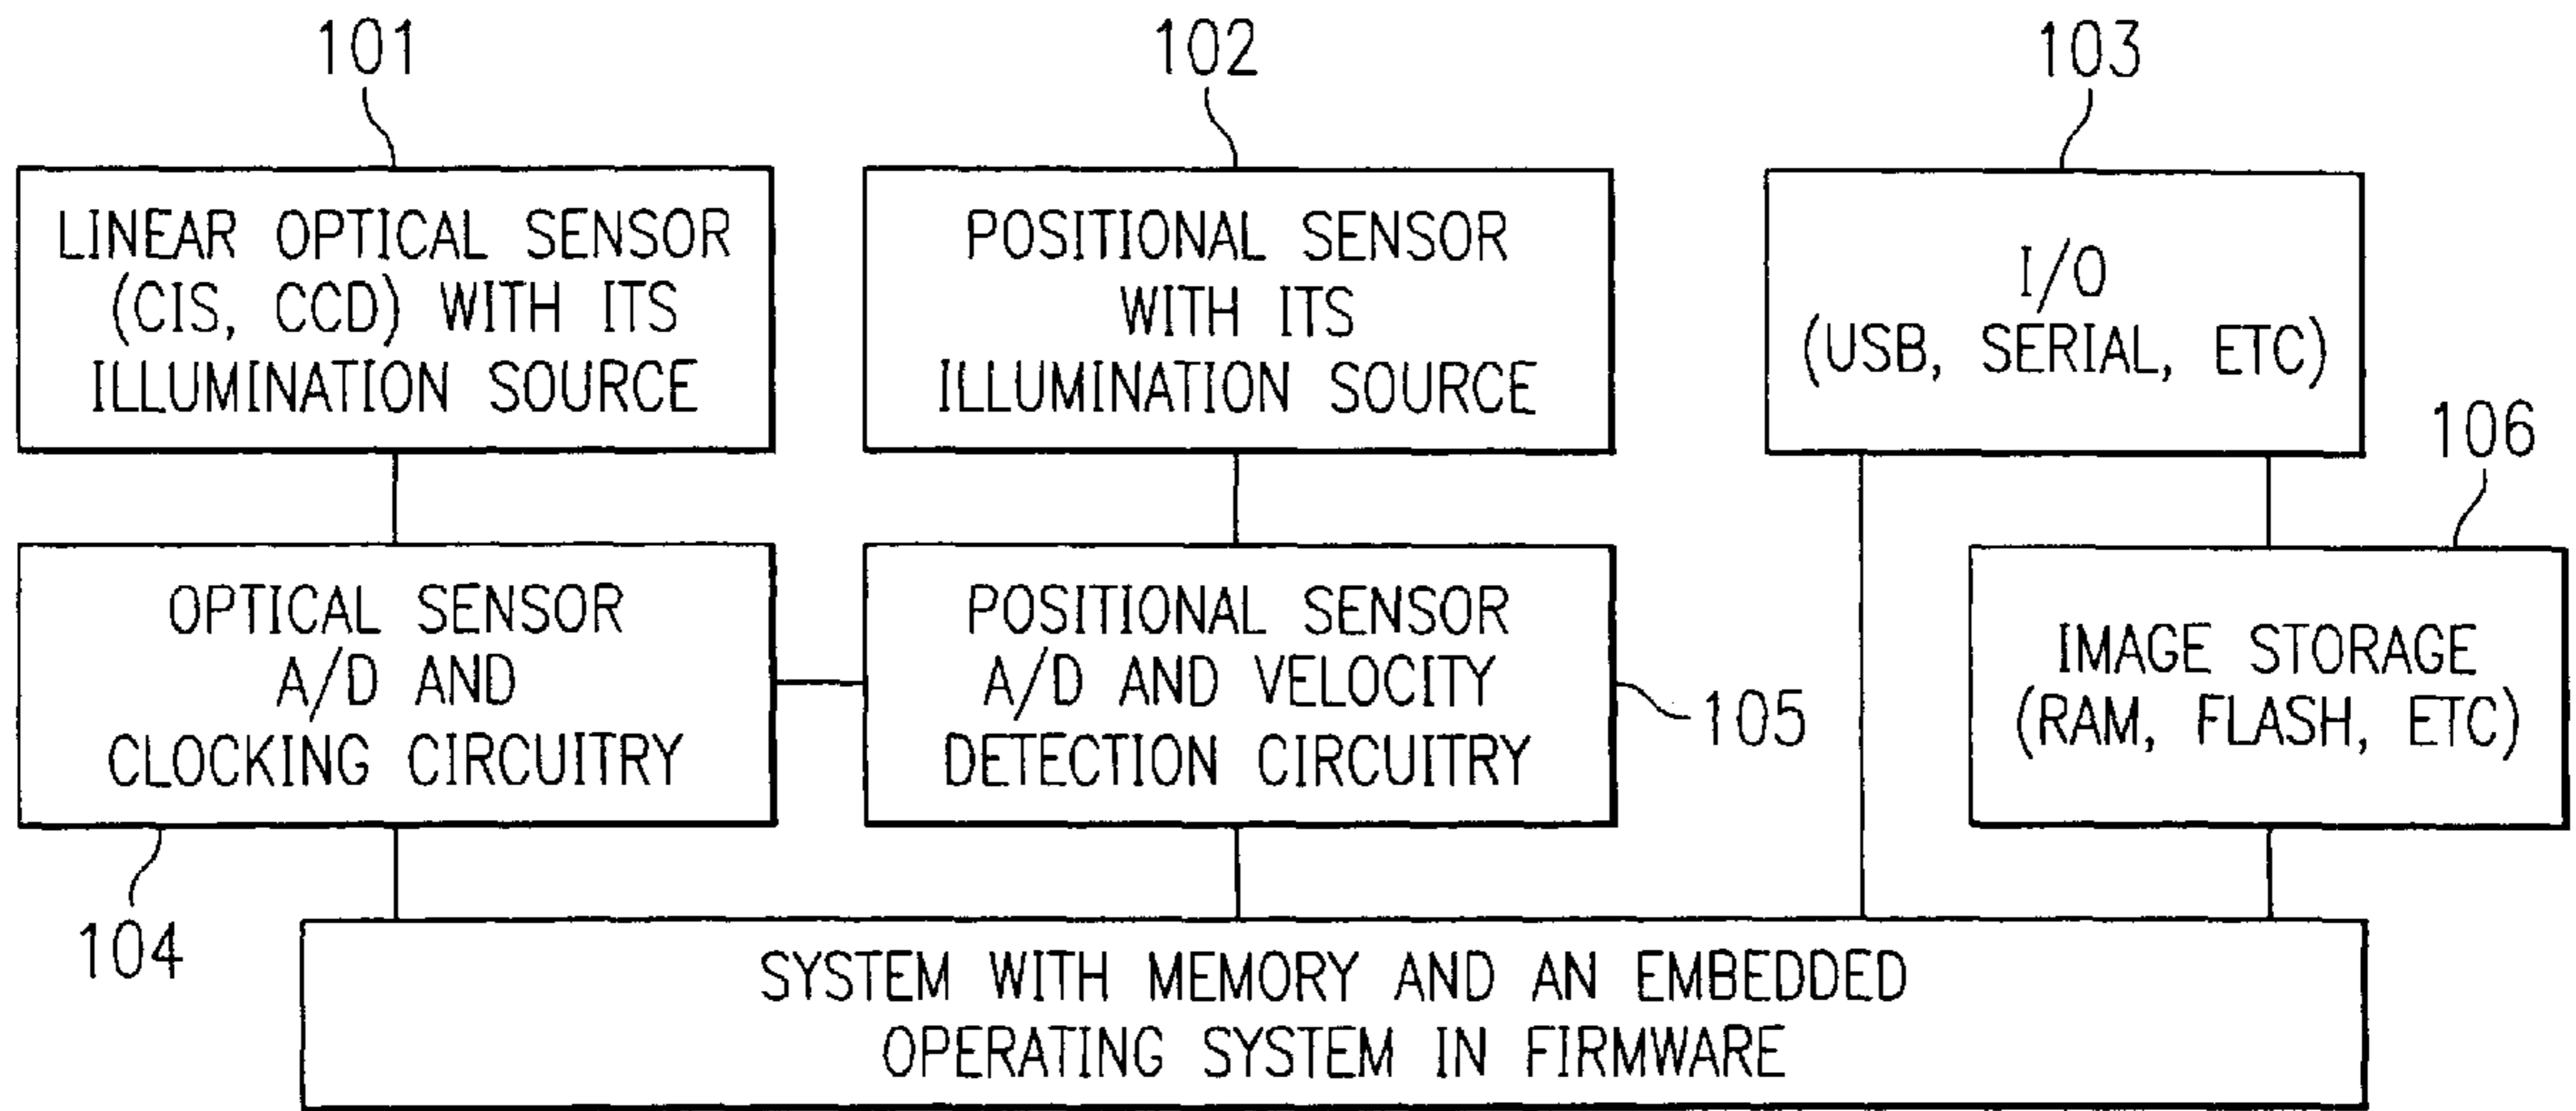 101
102
103
LINEAR OPTICAL SENSOR
(CIS, CCD) WITH ITS
ILLUMINATION SOURCE
POSITIONAL SENSOR
WITH ITS
ILLUMINATION SOURCE
I/O
(USB, SERIAL, ETC)
106
OPTICAL SENSOR
A/D AND
CLOCKING CIRCUITRY
POSITIONAL SENSOR
A/D AND VELOCITY
DETECTION CIRCUITRY
105
IMAGE STORAGE
(RAM, FLASH, ETC)
104
SYSTEM WITH MEMORY AND AN EMBEDDED
OPERATING SYSTEM IN FIRMWARE